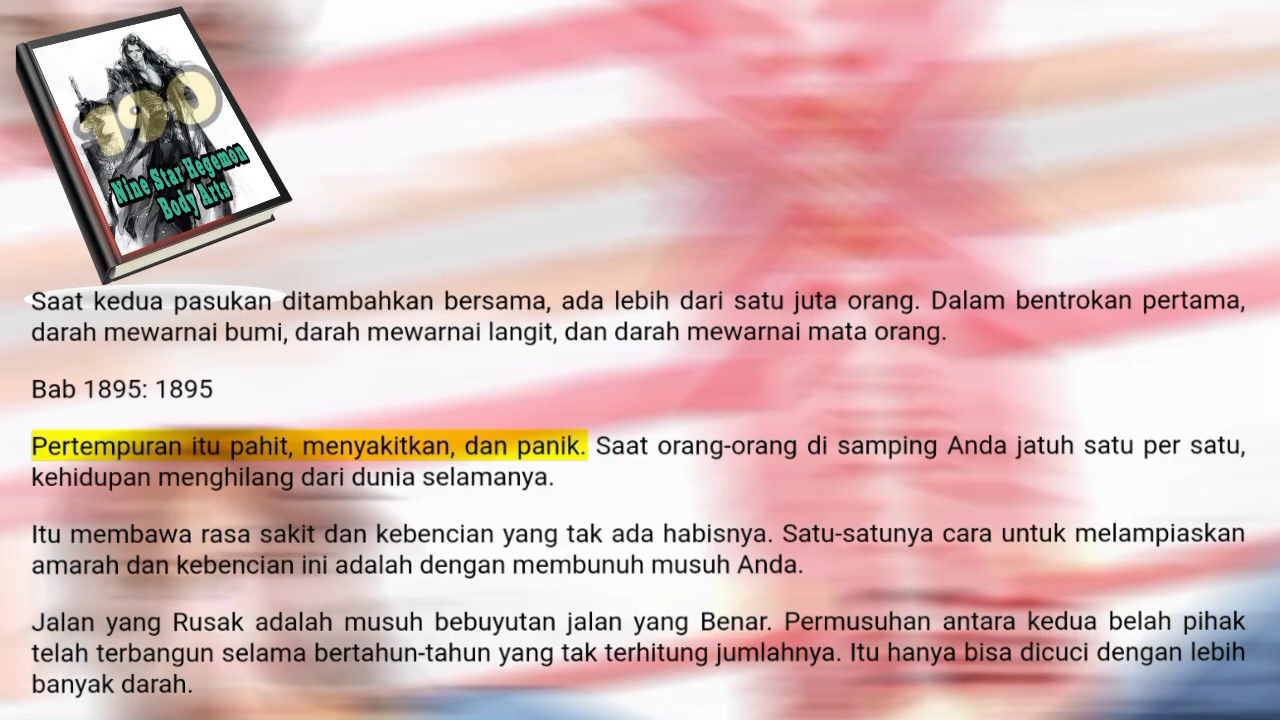 190
Nine Star Hegemon
Body Arts
Saat kedua pasukan ditambahkan bersama, ada lebih dari satu juta orang. Dalam bentrokan pertama,
darah mewarnai bumi, darah mewarnai langit, dan darah mewarnai mata orang.
Bab 1895: 1895
Pertempuran itu pahit, menyakitkan, dan panik. Saat orang-orang di samping Anda jatuh satu per satu,
kehidupan menghilang dari dunia selamanya.
Itu membawa rasa sakit dan kebencian yang tak ada habisnya. Satu-satunya cara untuk melampiaskan
amarah dan kebencian ini adalah dengan membunuh musuh Anda.
Jalan yang Rusak adalah musuh bebuyutan jalan yang Benar. Permusuhan antara kedua belah pihak
telah terbangun selama bertahun-tahun yang tak terhitung jumlahnya. Itu hanya bisa dicuci dengan lebih
banyak darah.